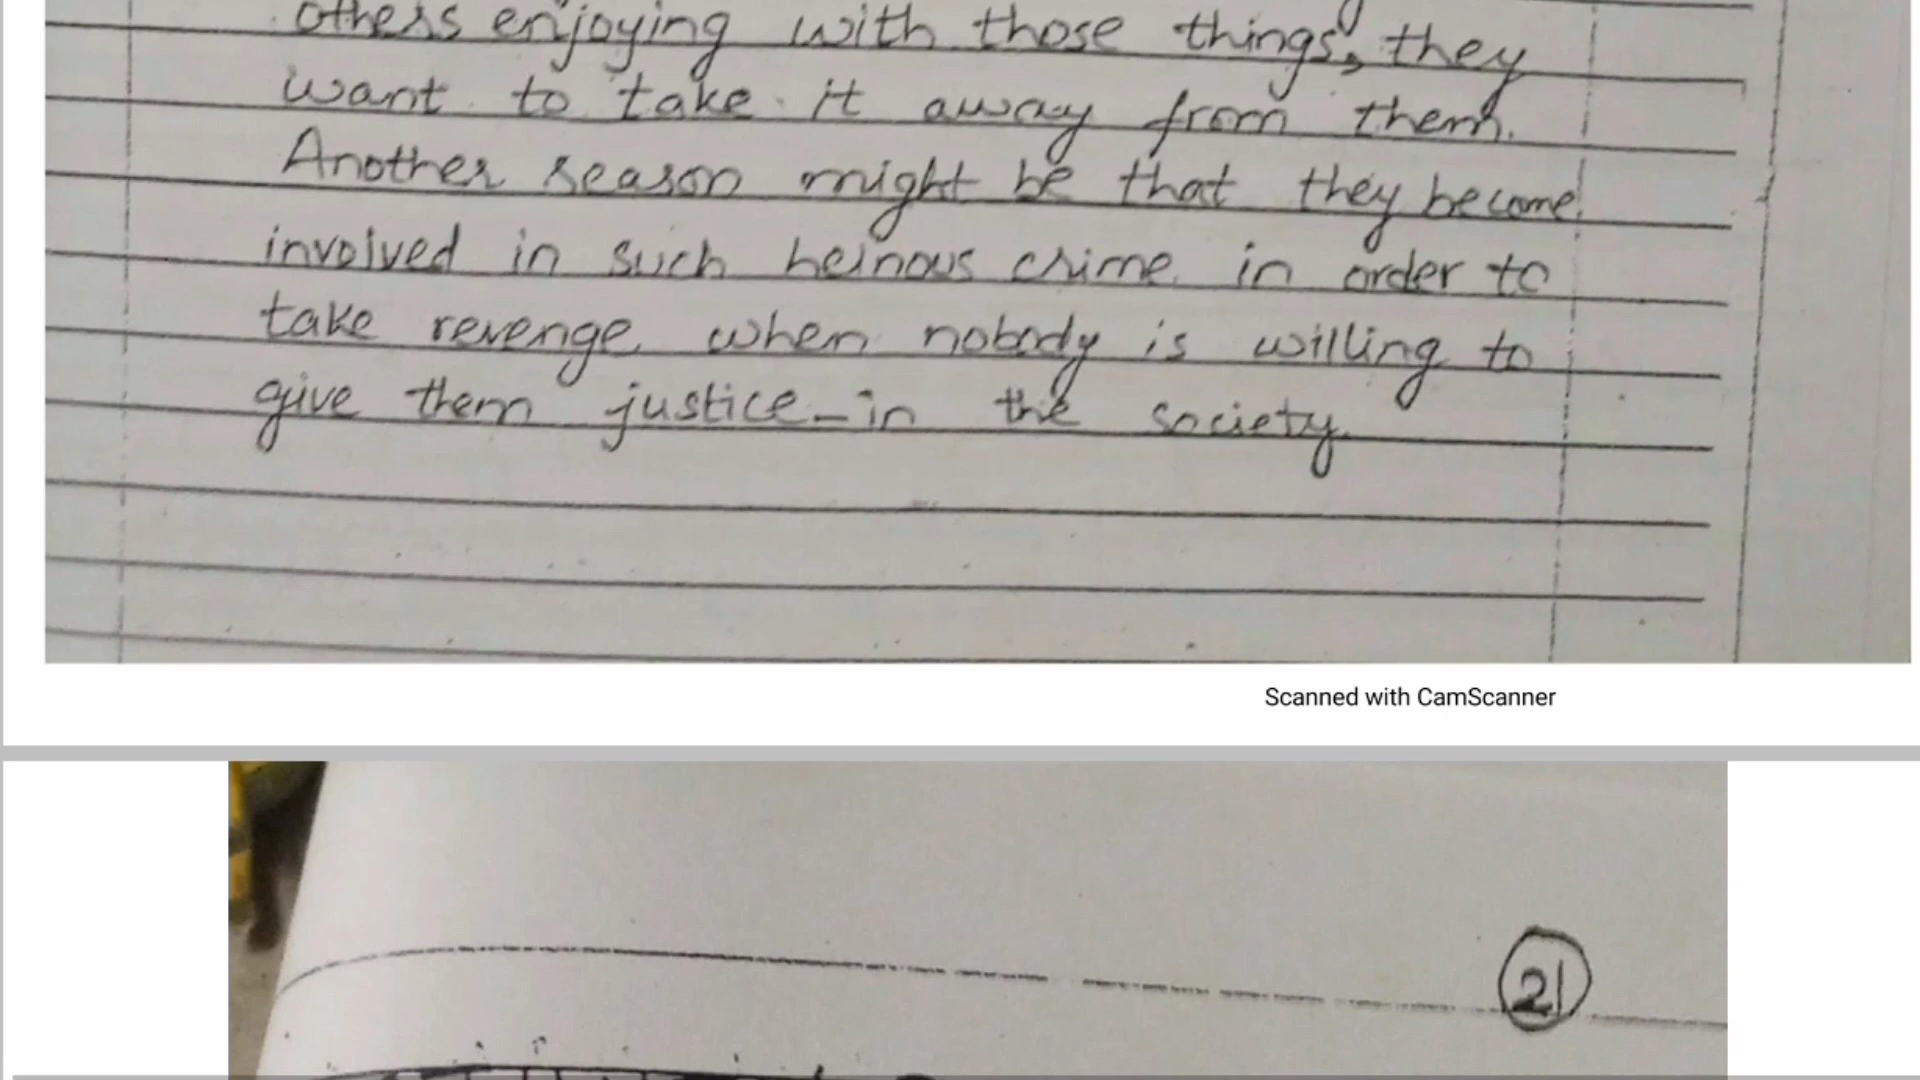 others enjoying with those things, they
want to take it away from them.
Another reason might be that they become
involved in such heinous crime in order to
take revenge when nobody is willing to
give them justice in the society.
Scanned with CamScanner
21